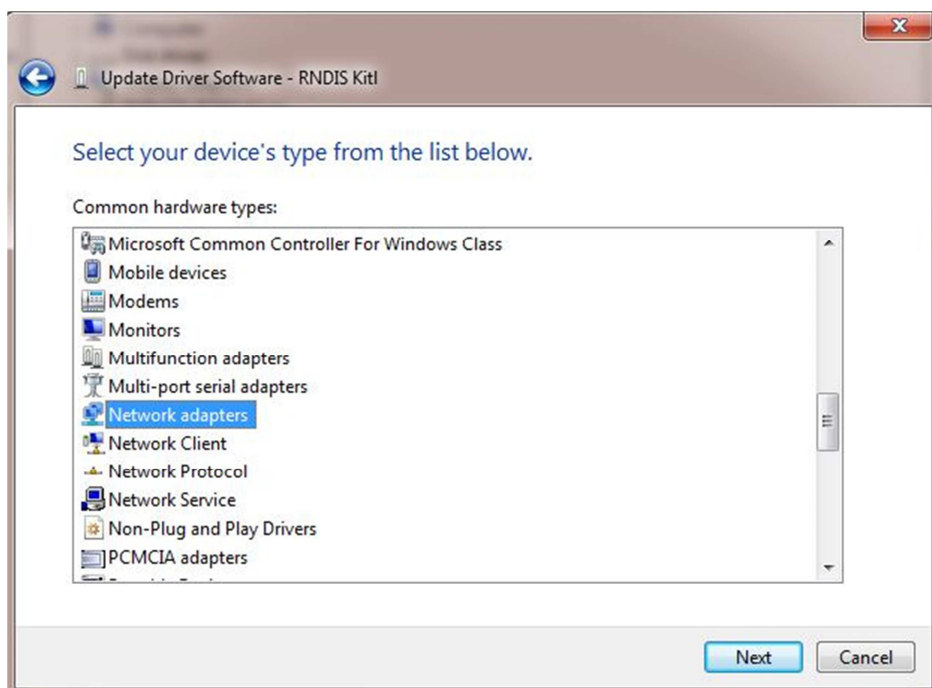 Update Driver Software - RNDIS Kitl
Select your device's type from the list below.
Common hardware types:
Microsoft Common Controller For Windows Class
Mobile devices
Modems
Monitors
Multifunction adapters
Multi-port serial adapters
Network adapters
Network Client
Network Protocol
Network Service
Non-Plug and Play Drivers
PCMCIA adapters
Next
Cancel